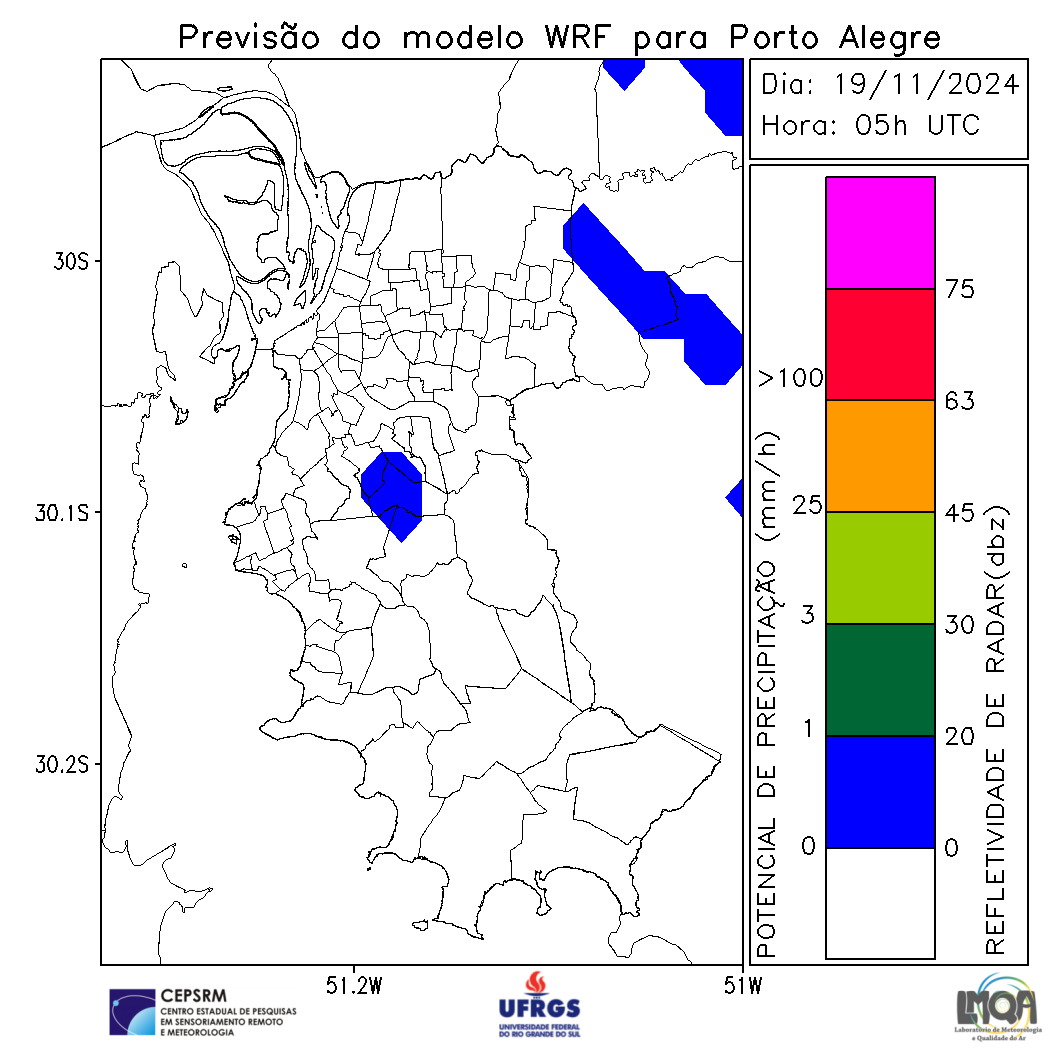 Previsão do modelo WRF para Porto Alegre
Dia: 19/11/2024
Hora: 05h UTC
30S
30.1S
30.2S
51.2W
51W
POTENCIAL DE PRECIPITAÇÃO (mm/h)
>100
25
3
1
0
75
63
45
30
20
0
REFLETIVIDADE DE RADAR(dbz)
CEPSRM
CENTRO ESTADUAL DE PESQUISAS
EM SENSORIAMENTO REMOTO
E METEOROLOGIA
UFRGS
UNIVERSIDADE FEDERAL
DO RIO GRANDE DO SUL
LMQA
Laboratório de Meteorologia
e Qualidade do Ar